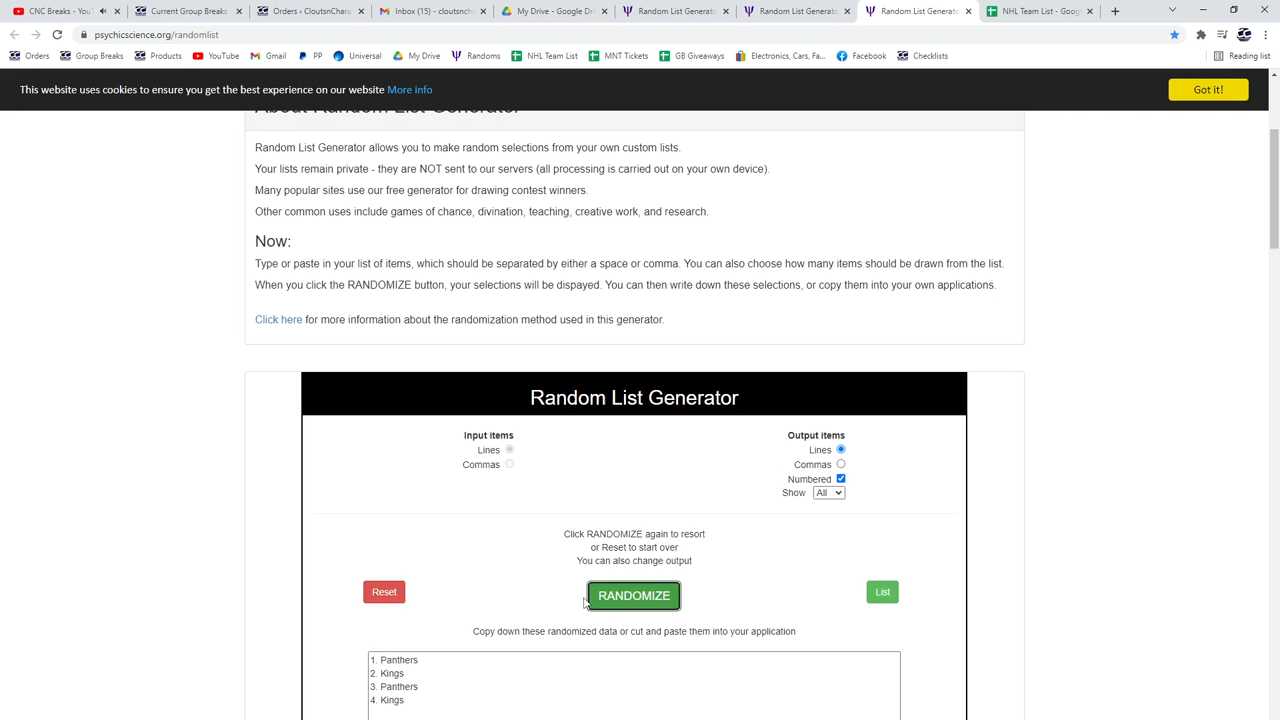 CNC Breaks - You
Current Group Breaks
Orders ‹ CloutsnChara
Inbox (15) - cloutsnc
My Drive - Google Dri
Random List Generato
Random List Generato
Random List Generato
NHL Team List - Goog
psychicscience.org/randomlist
Orders
Group Breaks
Products
YouTube
Gmail
PP
Universal
My Drive
Randoms
NHL Team List
MNT Tickets
GB Giveaways
Electronics, Cars, Fa...
Facebook
Checklists
Reading list
This website uses cookies to ensure you get the best experience on our website More info
Got it!
About Random List Generator
Random List Generator allows you to make random selections from your own custom lists.
Your lists remain private - they are NOT sent to our servers (all processing is carried out on your own device).
Many popular sites use our free generator for drawing contest winners.
Other common uses include games of chance, divination, teaching, creative work, and research.
Now:
Type or paste in your list of items, which should be separated by either a space or comma. You can also choose how many items should be drawn from the list.
When you click the RANDOMIZE button, your selections will be dispayed. You can then write down these selections, or copy them into your own applications.
Click here for more information about the randomization method used in this generator.
Random List Generator
Input items
Lines
Commas
Output items
Lines
Commas
Numbered
Show All
Click RANDOMIZE again to resort
or Reset to start over
You can also change output
Reset
RANDOMIZE
List
Copy down these randomized data or cut and paste them into your application
1. Panthers
2. Kings
3. Panthers
4. Kings